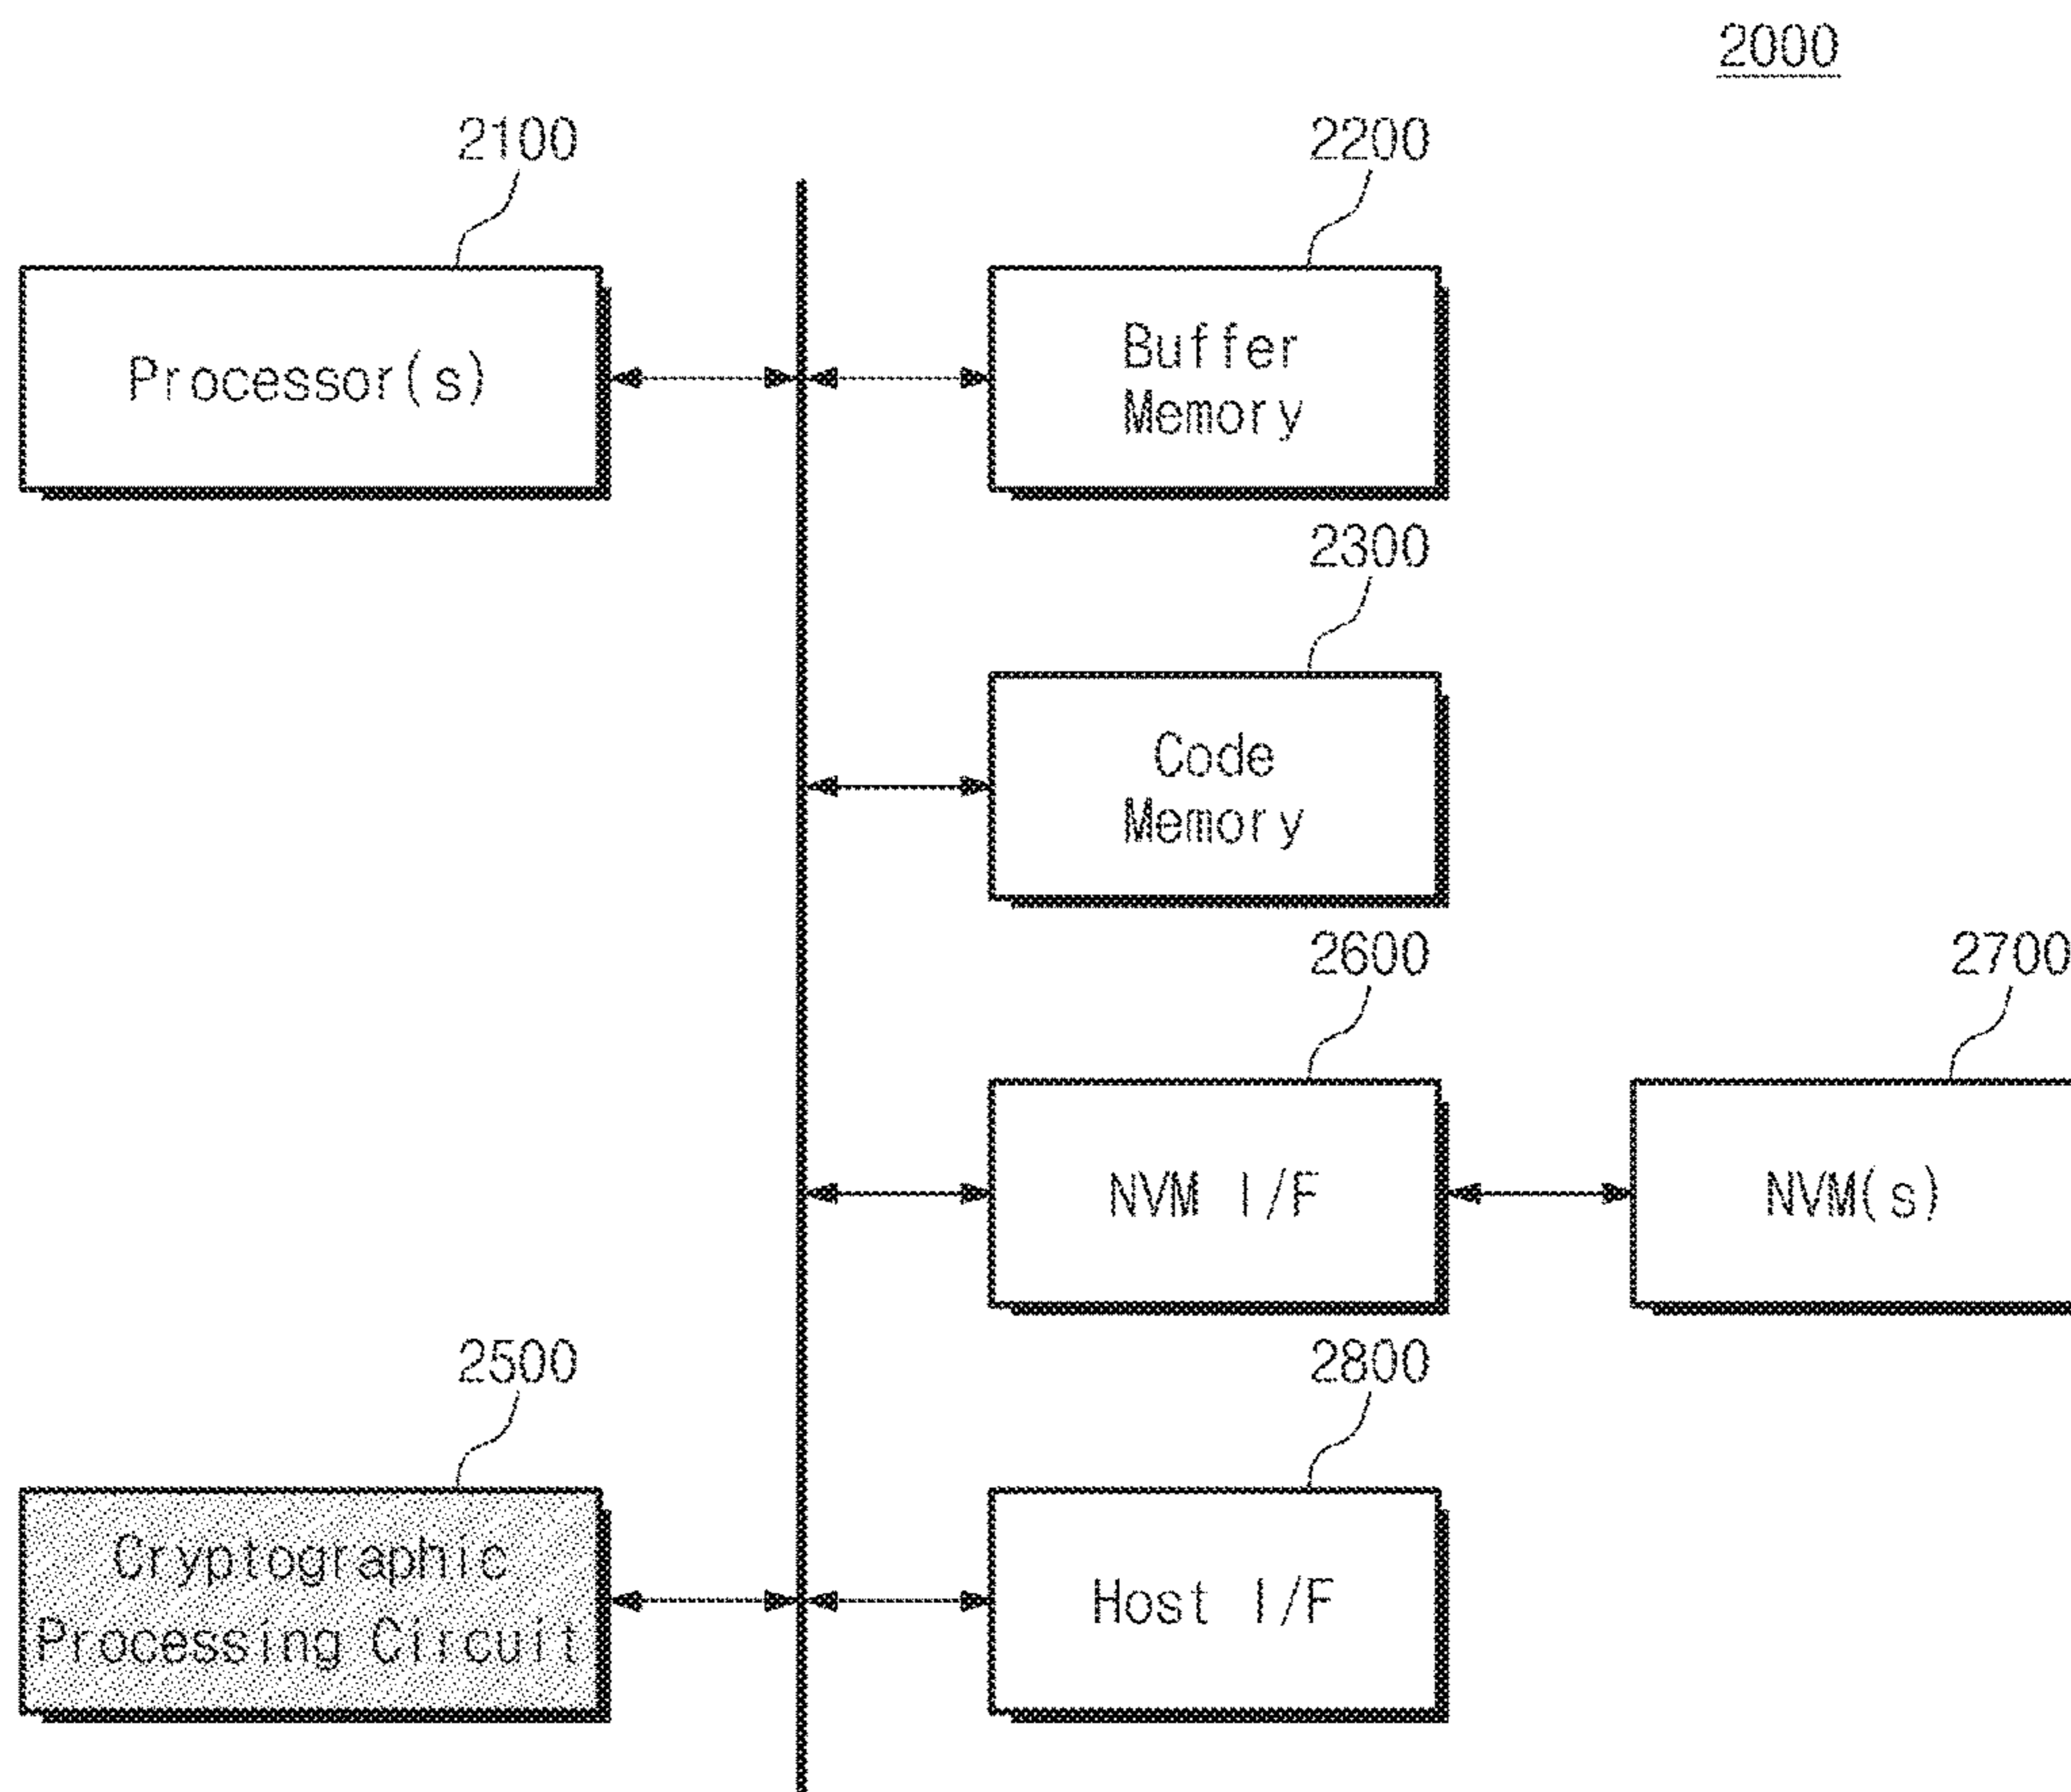 2000
2100
2200
Processor(s)
Buffer
Memory
2300
Code
Memory
2600
2700
NVM I/F
NVM(s)
2500
2800
Cryptographic
Processing Circuit
Host I/F